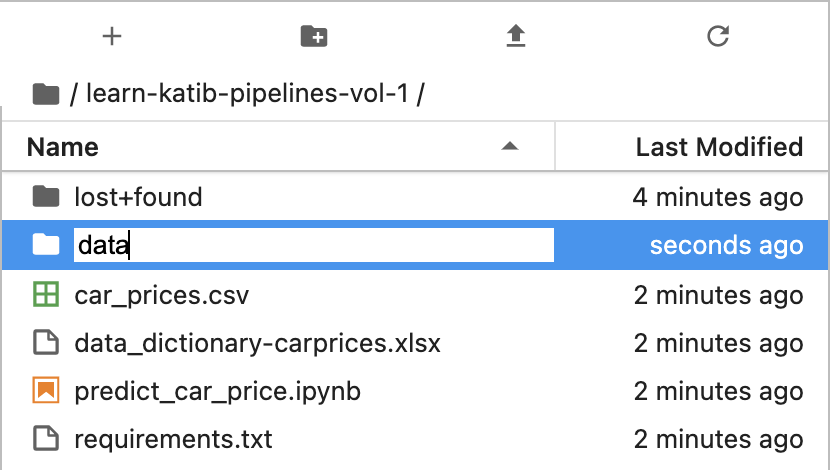 / learn-katib-pipelines-vol-1 /
Name Last Modified
lost+found 4 minutes ago
data seconds ago
car_prices.csv 2 minutes ago
data_dictionary-carprices.xlsx 2 minutes ago
predict_car_price.ipynb 2 minutes ago
requirements.txt 2 minutes ago